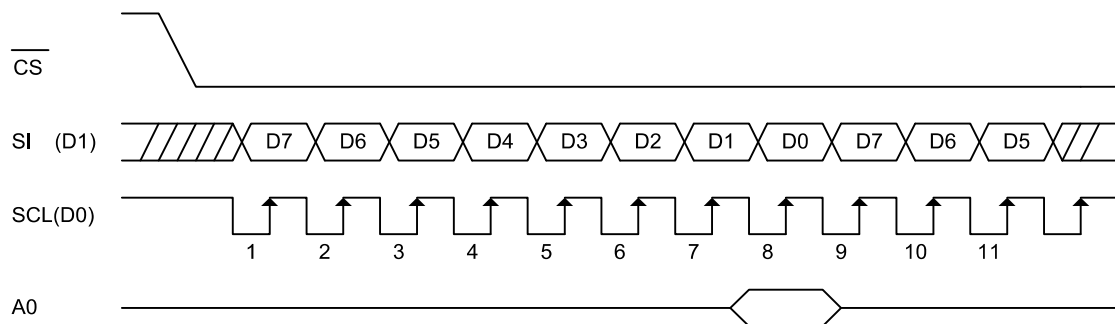 CS
SI (D1) D7 D6 D5 D4 D3 D2 D1 D0 D7 D6 D5
SCL(D0)
1 2 3 4 5 6 7 8 9 10 11
A0